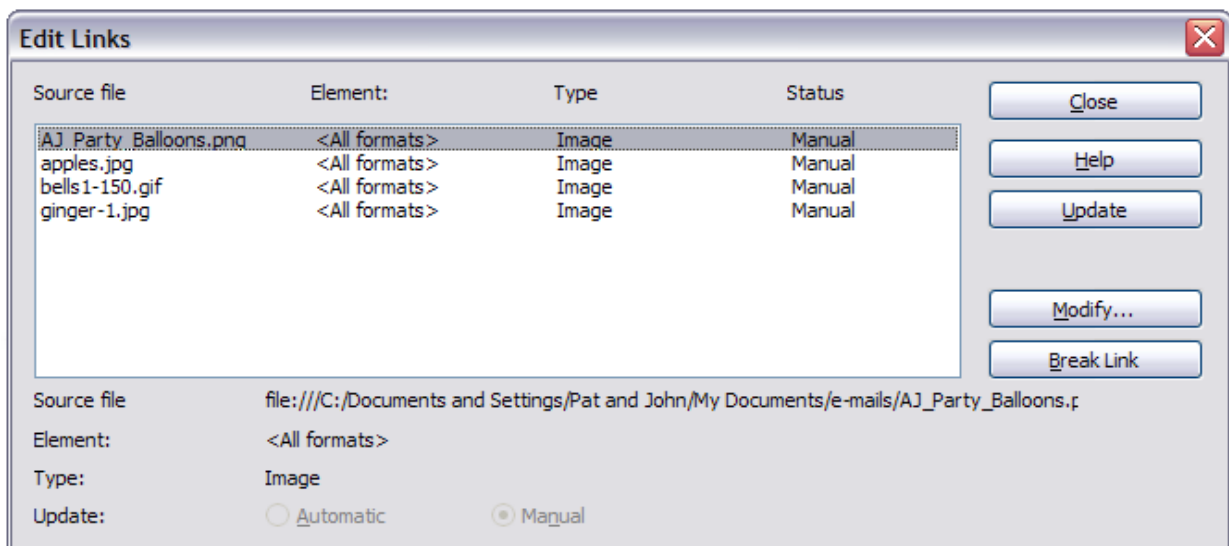 Edit Links
Source file Element: Type Status
AJ_Party_Balloons.png <All formats> Image Manual
apples.jpg <All formats> Image Manual
bells1-150.gif <All formats> Image Manual
ginger-1.jpg <All formats> Image Manual
Close
Help
Update
Modify...
Break Link
Source file file:///C:/Documents and Settings/Pat and John/My Documents/e-mails/AJ_Party_Balloons.p
Element: <All formats>
Type: Image
Update: Automatic Manual